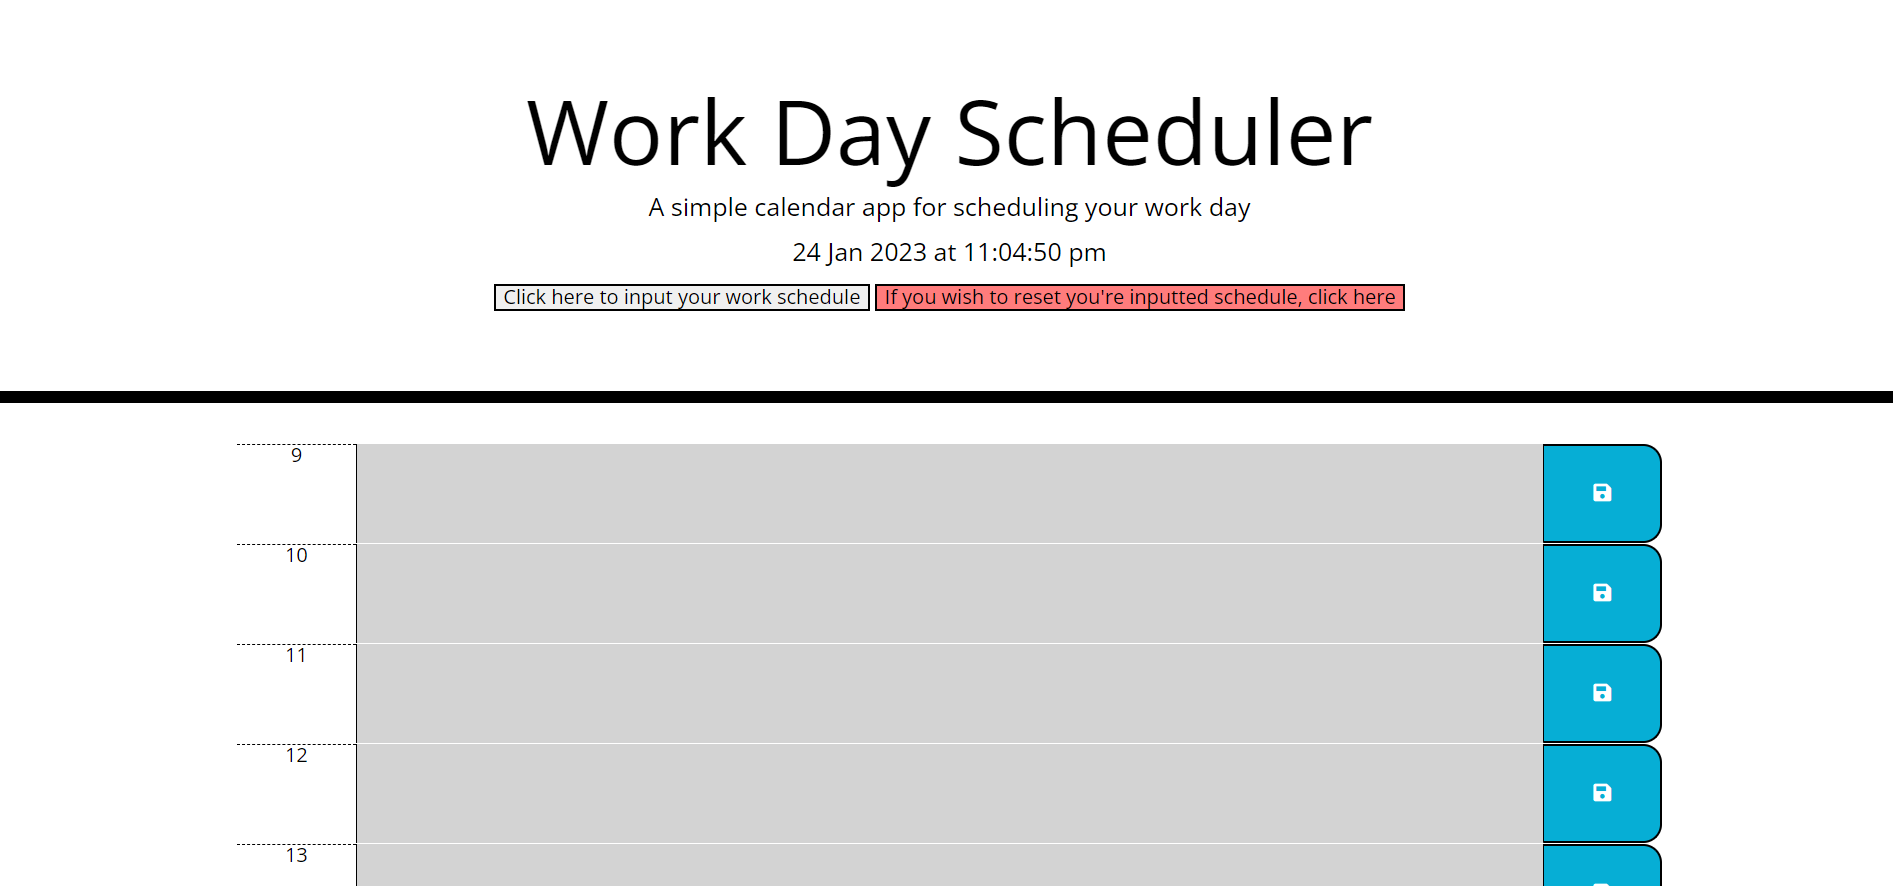 Work Day Scheduler
A simple calendar app for scheduling your work day
24 Jan 2023 at 11:04:50 pm
Click here to input your work schedule If you wish to reset you're inputted schedule, click here
9
10
11
12
13